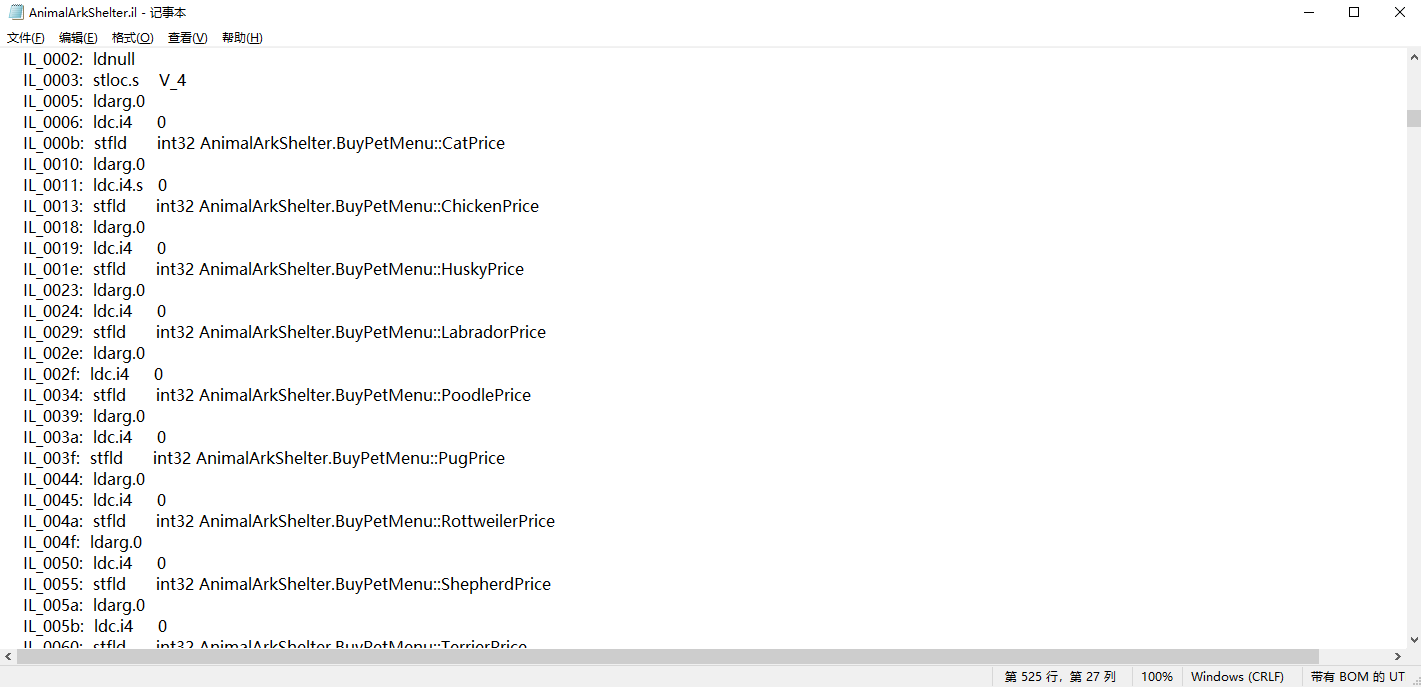 AnimalArkShelter.il - 记事本
文件(F) 编辑(E) 格式(O) 查看(V) 帮助(H)
IL_0002: ldnull
IL_0003: stloc.s V_4
IL_0005: ldarg.0
IL_0006: ldc.i4 0
IL_000b: stfld int32 AnimalArkShelter.BuyPetMenu::CatPrice
IL_0010: ldarg.0
IL_0011: ldc.i4.s 0
IL_0013: stfld int32 AnimalArkShelter.BuyPetMenu::ChickenPrice
IL_0018: ldarg.0
IL_0019: ldc.i4 0
IL_001e: stfld int32 AnimalArkShelter.BuyPetMenu::HuskyPrice
IL_0023: ldarg.0
IL_0024: ldc.i4 0
IL_0029: stfld int32 AnimalArkShelter.BuyPetMenu::LabradorPrice
IL_002e: ldarg.0
IL_002f: ldc.i4 0
IL_0034: stfld int32 AnimalArkShelter.BuyPetMenu::PoodlePrice
IL_0039: ldarg.0
IL_003a: ldc.i4 0
IL_003f: stfld int32 AnimalArkShelter.BuyPetMenu::PugPrice
IL_0044: ldarg.0
IL_0045: ldc.i4 0
IL_004a: stfld int32 AnimalArkShelter.BuyPetMenu::RottweilerPrice
IL_004f: ldarg.0
IL_0050: ldc.i4 0
IL_0055: stfld int32 AnimalArkShelter.BuyPetMenu::ShepherdPrice
IL_005a: ldarg.0
IL_005b: ldc.i4 0
IL_0060: stfld int32 AnimalArkShelter.BuyPetMenu::TerrierPrice
第 525 行，第 27 列 100% Windows (CRLF) 带有 BOM 的 UT